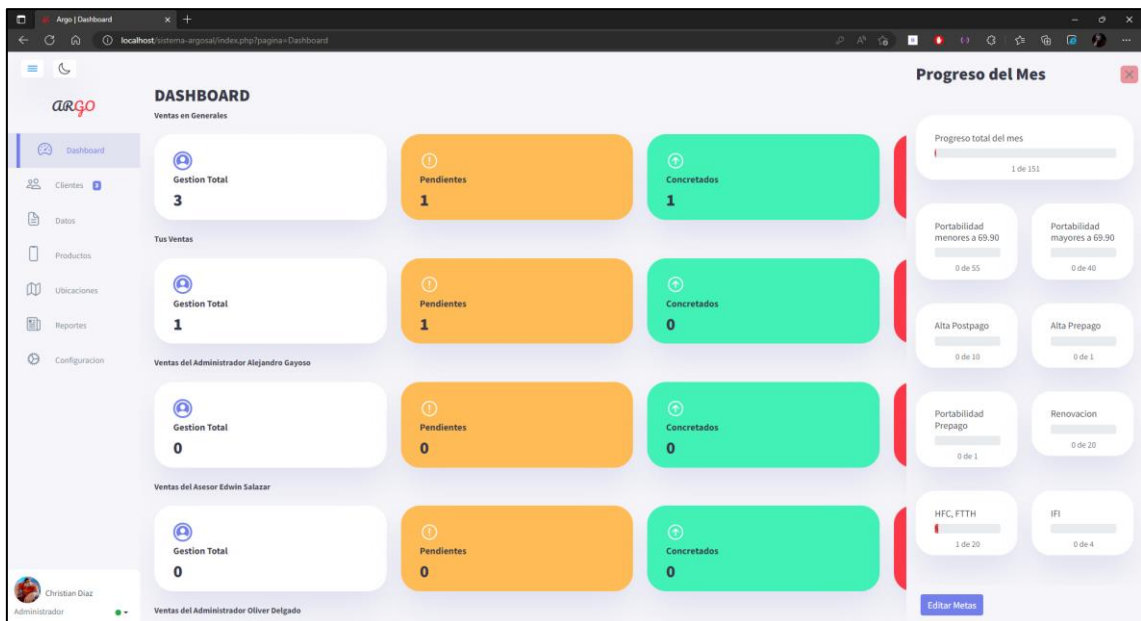 Argo | Dashboard
localhost/sistema-argosal/index.php?pagina=Dashboard
ARGO
Dashboard
Clientes 3
Datos
Productos
Ubicaciones
Reportes
Configuracion
Christian Diaz
Administrador
DASHBOARD
Ventas en Generales
Gestion Total
3
Pendientes
1
Concretados
1
Tus Ventas
Gestion Total
1
Pendientes
1
Concretados
0
Ventas del Administrador Alejandro Gayoso
Gestion Total
0
Pendientes
0
Concretados
0
Ventas del Asesor Edwin Salazar
Gestion Total
0
Pendientes
0
Concretados
0
Ventas del Administrador Oliver Delgado
Progreso del Mes
Progreso total del mes
1 de 151
Portabilidad
menores a 69.90
0 de 55
Portabilidad
mayores a 69.90
0 de 40
Alta Postpago
0 de 10
Alta Prepago
0 de 1
Portabilidad
Prepago
0 de 1
Renovacion
0 de 20
HFC, FTTH
1 de 20
IFI
0 de 4
Editar Metas